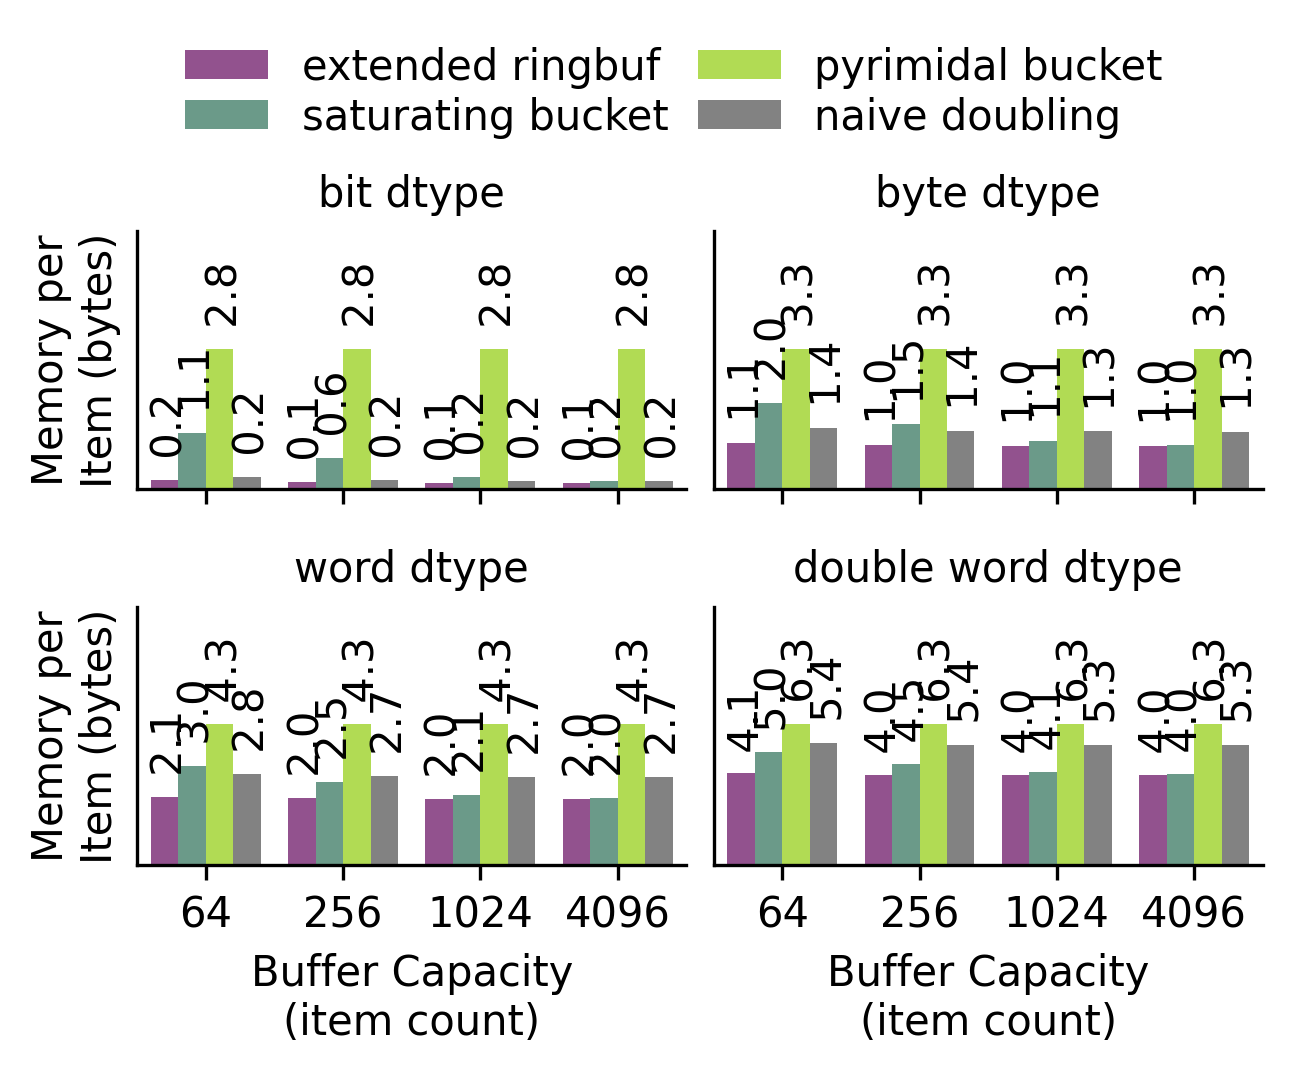 extended ringbuf
saturating bucket
pyrimidal bucket
naive doubling
bit dtype
byte dtype
Memory per
Item (bytes)
0.2 1.1 2.8 0.2 0.1 0.6 2.8 0.2 0.1 0.2 2.8 0.2 0.1 0.2 2.8 0.2
1.1 2.0 3.3 1.4 1.0 1.5 3.3 1.4 1.0 1.1 3.3 1.3 1.0 1.0 3.3 1.3
word dtype
double word dtype
Memory per
Item (bytes)
2.1 3.0 4.3 2.8 2.0 2.5 4.3 2.7 2.0 2.1 4.3 2.7 2.0 2.0 4.3 2.7
4.1 5.0 6.3 5.4 4.0 4.5 6.3 5.4 4.0 4.1 6.3 5.3 4.0 4.0 6.3 5.3
64 256 1024 4096
64 256 1024 4096
Buffer Capacity
(item count)
Buffer Capacity
(item count)